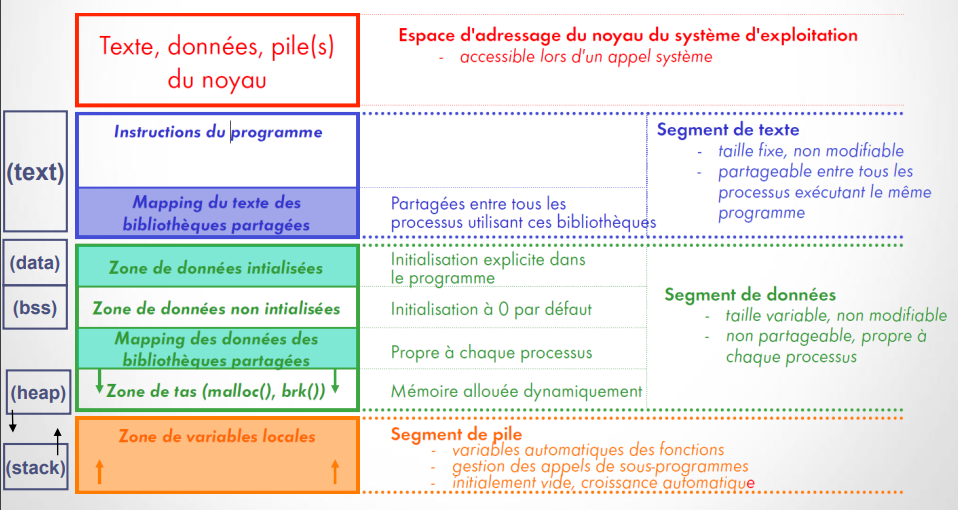 Texte, données, pile(s)
du noyau
Espace d'adressage du noyau du système d'exploitation
- accessible lors d'un appel système
(text)
Instructions du programme
Segment de texte
- taille fixe, non modifiable
- partageable entre tous les
processus exécutant le même
programme
Mapping du texte des
bibliothèques partagées
Partagées entre tous les
processus utilisant ces bibliothèques
(data)
Zone de données intialisées
Initialisation explicite dans
le programme
(bss)
Zone de données non intialisées
Initialisation à 0 par défaut
Segment de données
- taille variable, non modifiable
- non partageable, propre à
chaque processus
Mapping des données des
bibliothèques partagées
Propre à chaque processus
(heap)
Zone de tas (malloc(), brk())
Mémoire allouée dynamiquement
(stack)
Zone de variables locales
Segment de pile
- variables automatiques des fonctions
- gestion des appels de sous-programmes
- initialement vide, croissance automatique